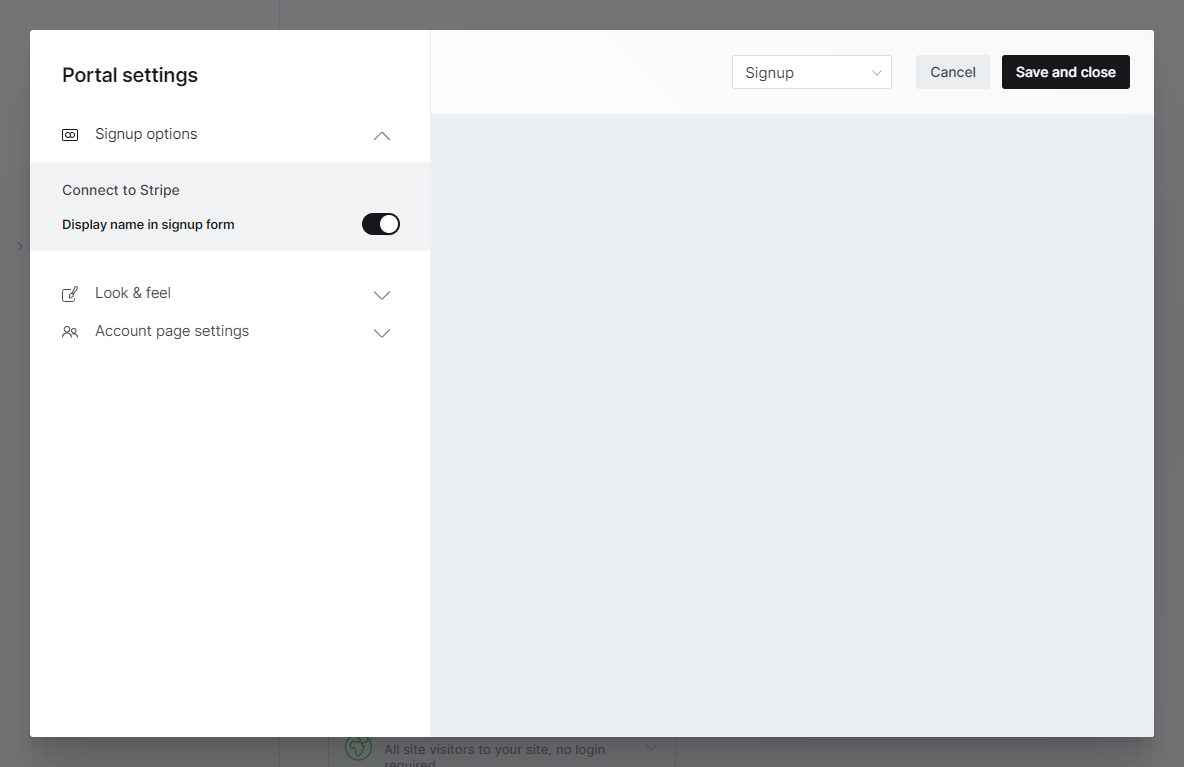 Portal settings
Signup
Cancel
Save and close
Signup options
Connect to Stripe
Display name in signup form
Look & feel
Account page settings
All site visitors to your site, no login
required